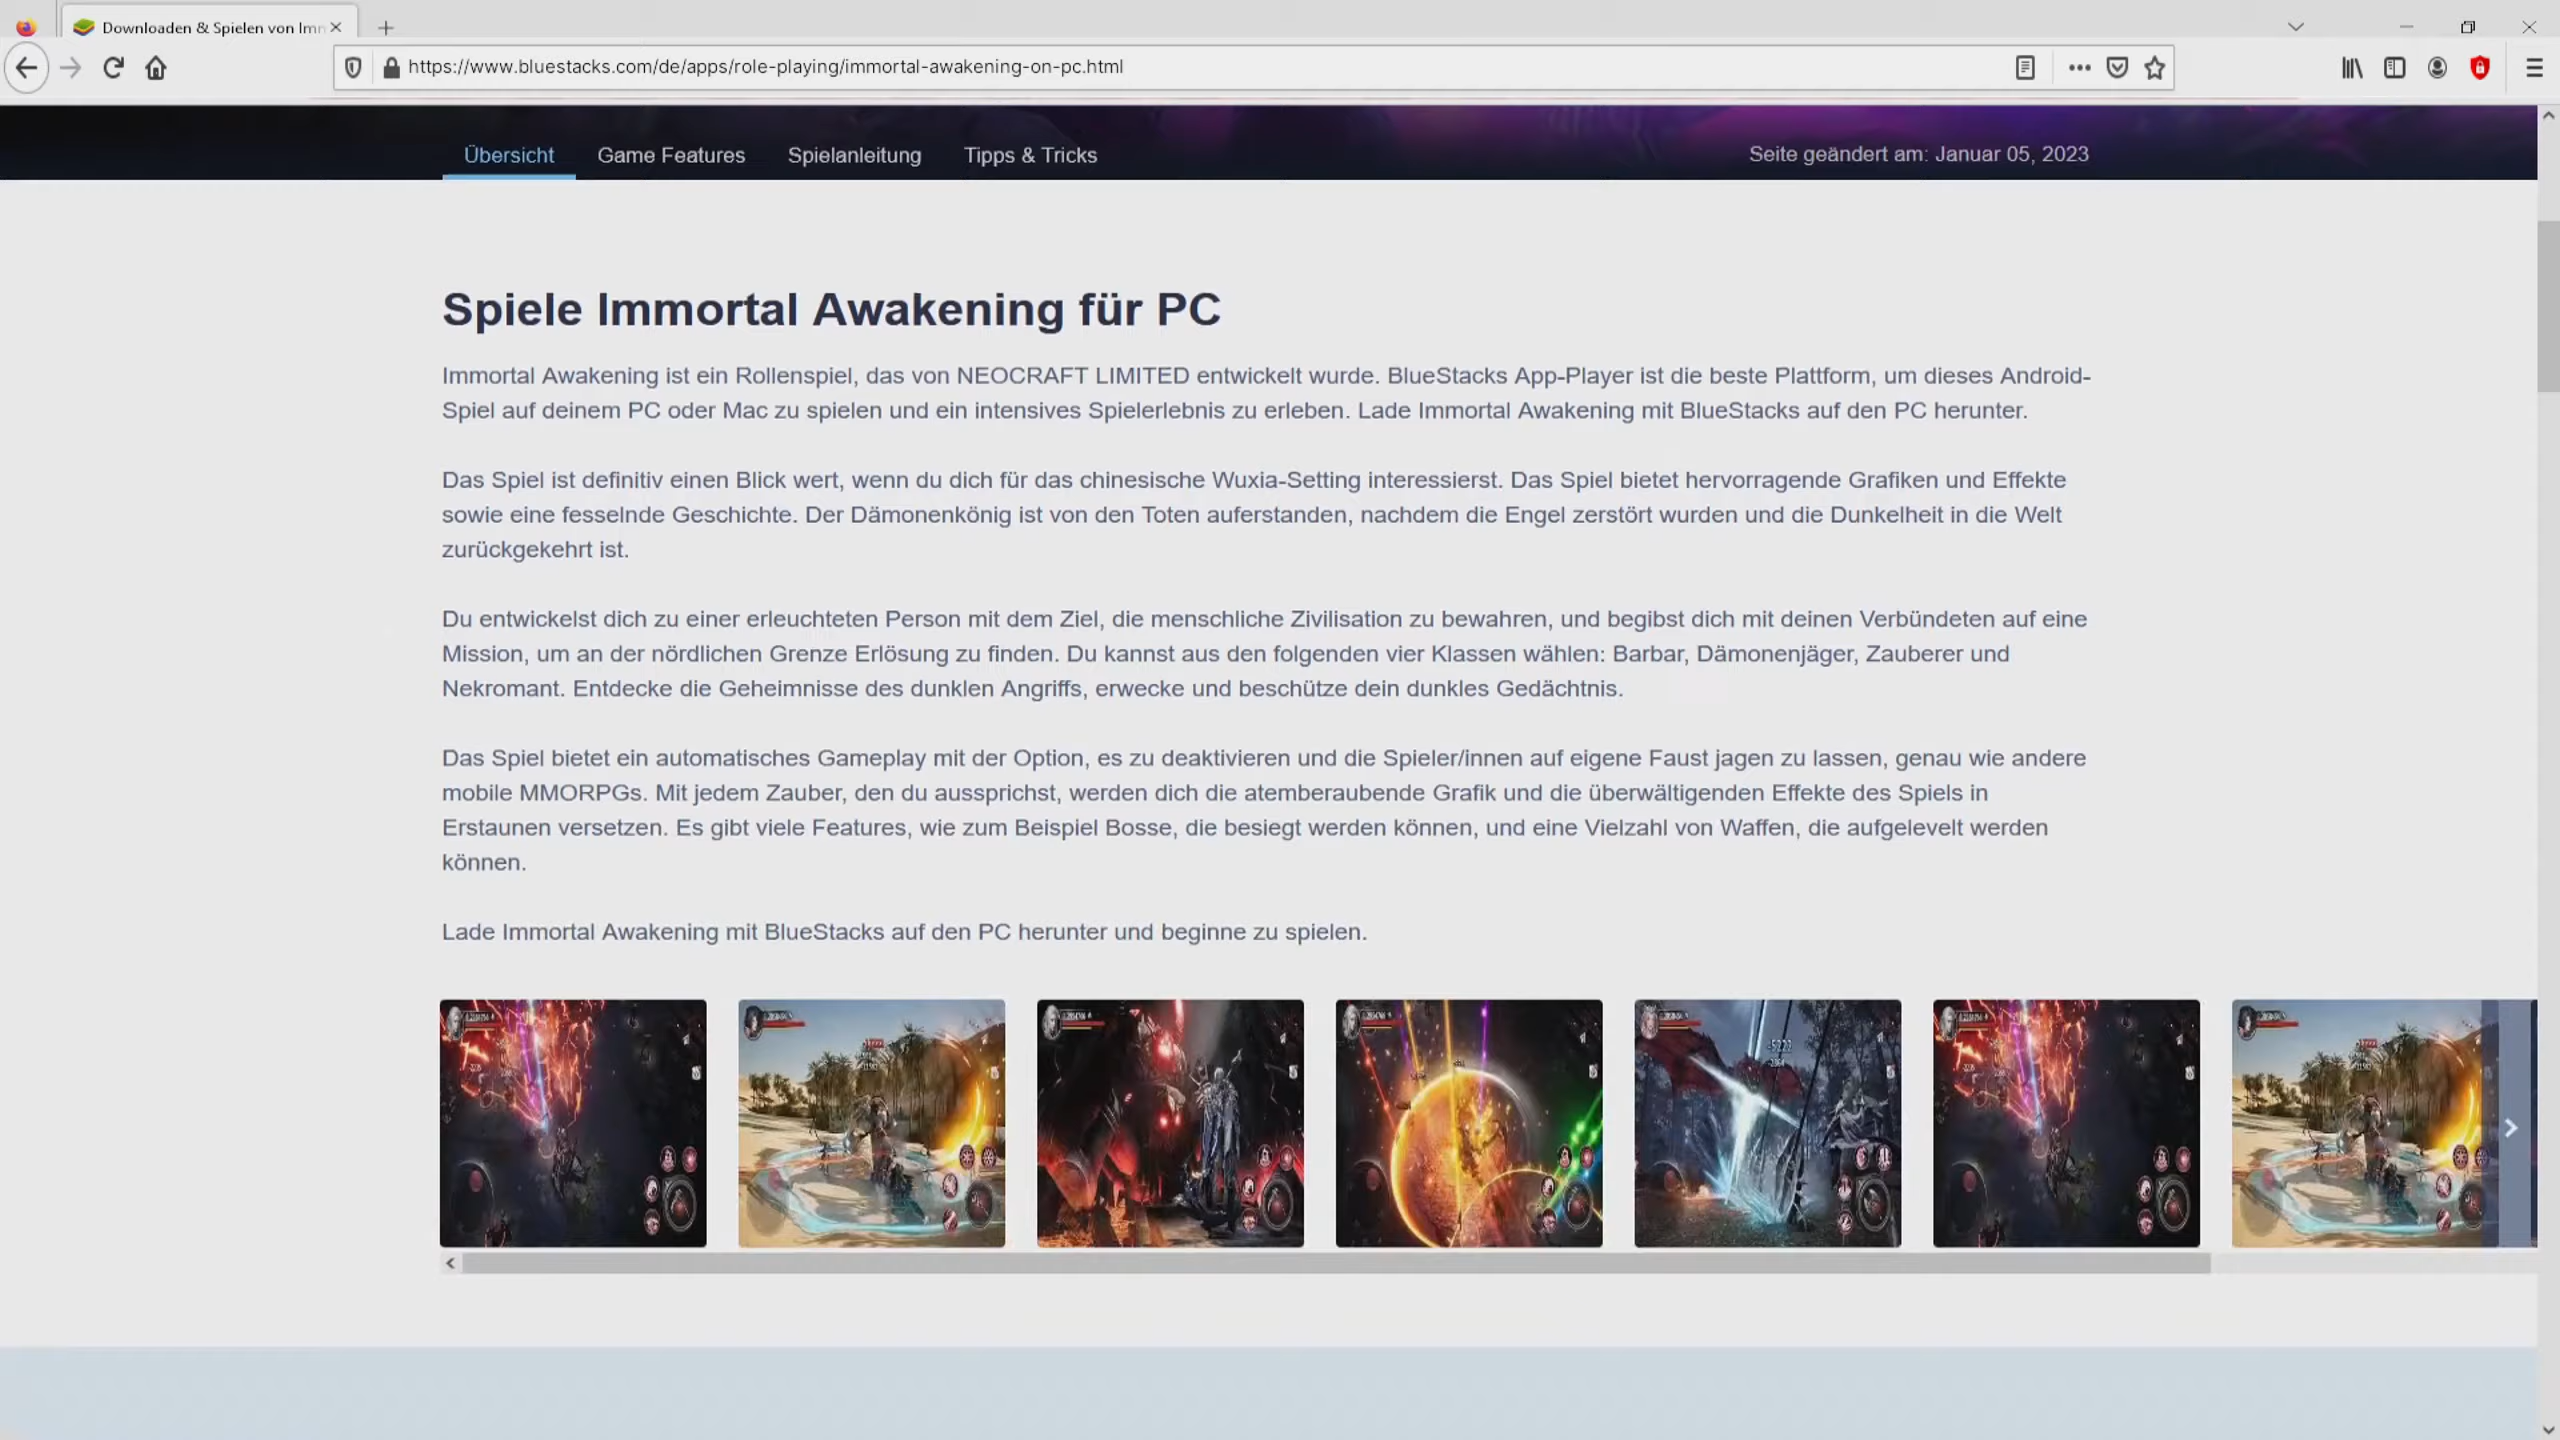 Downloaden & Spielen von Imm
https://www.bluestacks.com/de/apps/role-playing/immortal-awakening-on-pc.html
Übersicht Game Features Spielanleitung Tipps & Tricks Seite geändert am: Januar 05, 2023
Spiele Immortal Awakening für PC
Immortal Awakening ist ein Rollenspiel, das von NEOCRAFT LIMITED entwickelt wurde. BlueStacks App-Player ist die beste Plattform, um dieses Android-
Spiel auf deinem PC oder Mac zu spielen und ein intensives Spielerlebnis zu erleben. Lade Immortal Awakening mit BlueStacks auf den PC herunter.
Das Spiel ist definitiv einen Blick wert, wenn du dich für das chinesische Wuxia-Setting interessierst. Das Spiel bietet hervorragende Grafiken und Effekte
sowie eine fesselnde Geschichte. Der Dämonenkönig ist von den Toten auferstanden, nachdem die Engel zerstört wurden und die Dunkelheit in die Welt
zurückgekehrt ist.
Du entwickelst dich zu einer erleuchteten Person mit dem Ziel, die menschliche Zivilisation zu bewahren, und begibst dich mit deinen Verbündeten auf eine
Mission, um an der nördlichen Grenze Erlösung zu finden. Du kannst aus den folgenden vier Klassen wählen: Barbar, Dämonenjäger, Zauberer und
Nekromant. Entdecke die Geheimnisse des dunklen Angriffs, erwecke und beschütze dein dunkles Gedächtnis.
Das Spiel bietet ein automatisches Gameplay mit der Option, es zu deaktivieren und die Spieler/innen auf eigene Faust jagen zu lassen, genau wie andere
mobile MMORPGs. Mit jedem Zauber, den du aussprichst, werden dich die atemberaubende Grafik und die überwältigenden Effekte des Spiels in
Erstaunen versetzen. Es gibt viele Features, wie zum Beispiel Bosse, die besiegt werden können, und eine Vielzahl von Waffen, die aufgelevelt werden
können.
Lade Immortal Awakening mit BlueStacks auf den PC herunter und beginne zu spielen.